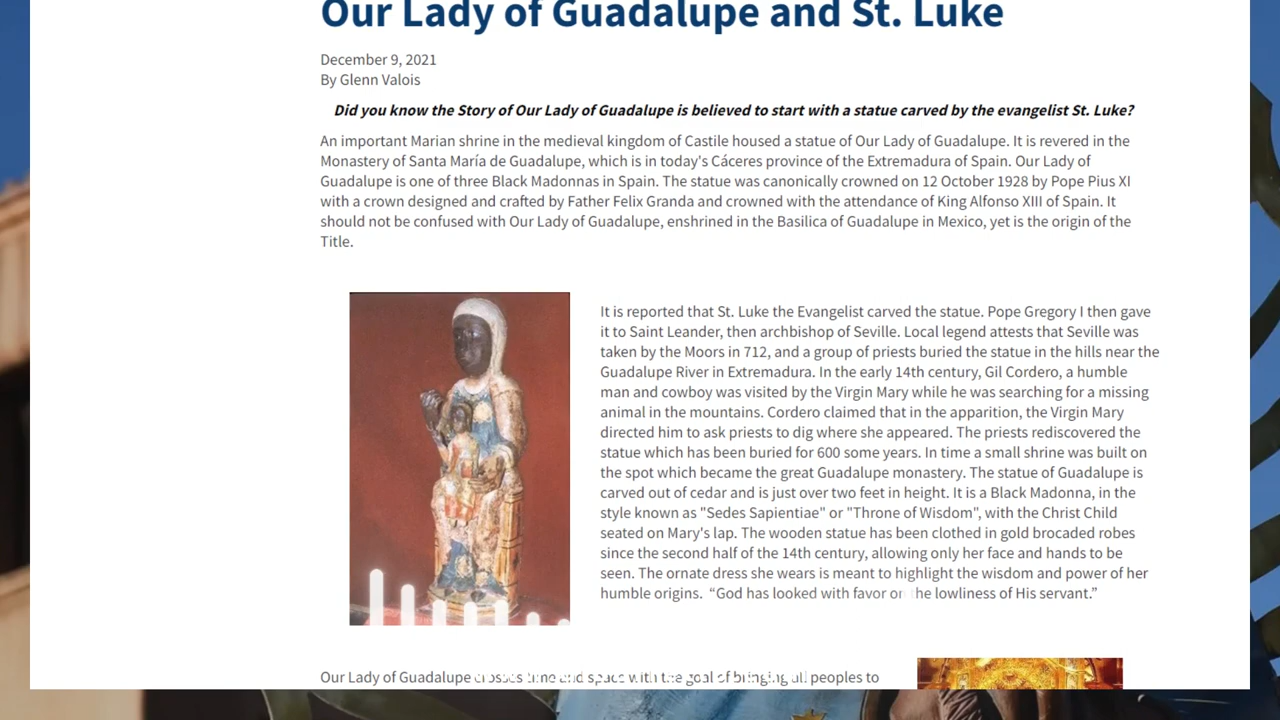 Our Lady of Guadalupe and St. Luke
December 9, 2021
By Glenn Valois
Did you know the Story of Our Lady of Guadalupe is believed to start with a statue carved by the evangelist St. Luke?
An important Marian shrine in the medieval kingdom of Castile housed a statue of Our Lady of Guadalupe. It is revered in the
Monastery of Santa María de Guadalupe, which is in today's Cáceres province of the Extremadura of Spain. Our Lady of
Guadalupe is one of three Black Madonnas in Spain. The statue was canonically crowned on 12 October 1928 by Pope Pius XI
with a crown designed and crafted by Father Felix Granda and crowned with the attendance of King Alfonso XIII of Spain. It
should not be confused with Our Lady of Guadalupe, enshrined in the Basilica of Guadalupe in Mexico, yet is the origin of the
Title.
It is reported that St. Luke the Evangelist carved the statue. Pope Gregory I then gave
it to Saint Leander, then archbishop of Seville. Local legend attests that Seville was
taken by the Moors in 712, and a group of priests buried the statue in the hills near the
Guadalupe River in Extremadura. In the early 14th century, Gil Cordero, a humble
man and cowboy was visited by the Virgin Mary while he was searching for a missing
animal in the mountains. Cordero claimed that in the apparition, the Virgin Mary
directed him to ask priests to dig where she appeared. The priests rediscovered the
statue which has been buried for 600 some years. In time a small shrine was built on
the spot which became the great Guadalupe monastery. The statue of Guadalupe is
carved out of cedar and is just over two feet in height. It is a Black Madonna, in the
style known as "Sedes Sapientiae" or "Throne of Wisdom", with the Christ Child
seated on Mary's lap. The wooden statue has been clothed in gold brocaded robes
since the second half of the 14th century, allowing only her face and hands to be
seen. The ornate dress she wears is meant to highlight the wisdom and power of her
humble origins. “God has looked with favor on the lowliness of His servant.”
Our Lady of Guadalupe crosses time and space with the goal of bringing all peoples to